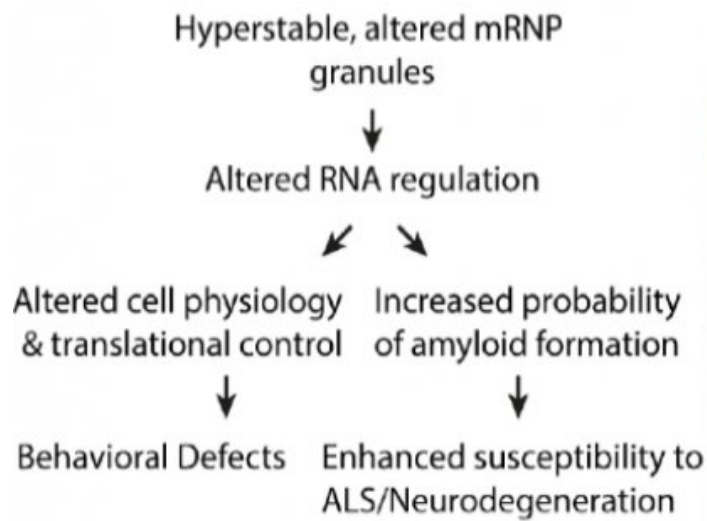 Hyperstable, altered mRNP
granules
Altered RNA regulation
Altered cell physiology
& translational control
Increased probability
of amyloid formation
Behavioral Defects
Enhanced susceptibility to
ALS/Neurodegeneration